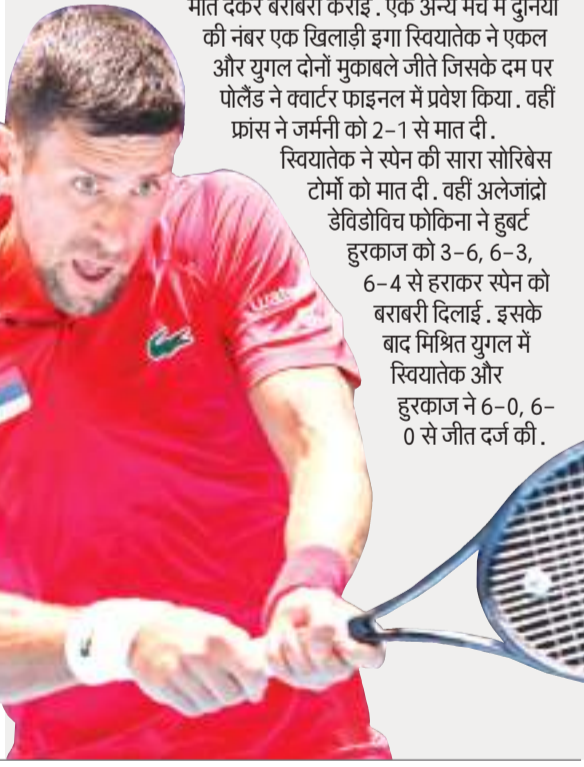 मात देकर बराबरी कराई . एक अन्य मैच में दुनिया
की नंबर एक खिलाड़ी इगा स्वियातेक ने एकल
और युगल दोनों मुकाबले जीते जिसके दम पर
पोलैंड ने क्वार्टर फाइनल में प्रवेश किया . वहीं
फ्रांस ने जर्मनी को 2-1 से मात दी .
स्वियातेक ने स्पेन की सारा सोरिबेस
टोर्मो को मात दी . वहीं अलेजांद्रो
डेविडोविच फोकिना ने हुबर्ट
हुरकाज को 3-6, 6-3,
6-4 से हराकर स्पेन को
बराबरी दिलाई . इसके
बाद मिश्रित युगल में
स्वियातेक और
हुरकाज ने 6-0, 6-
0 से जीत दर्ज की .